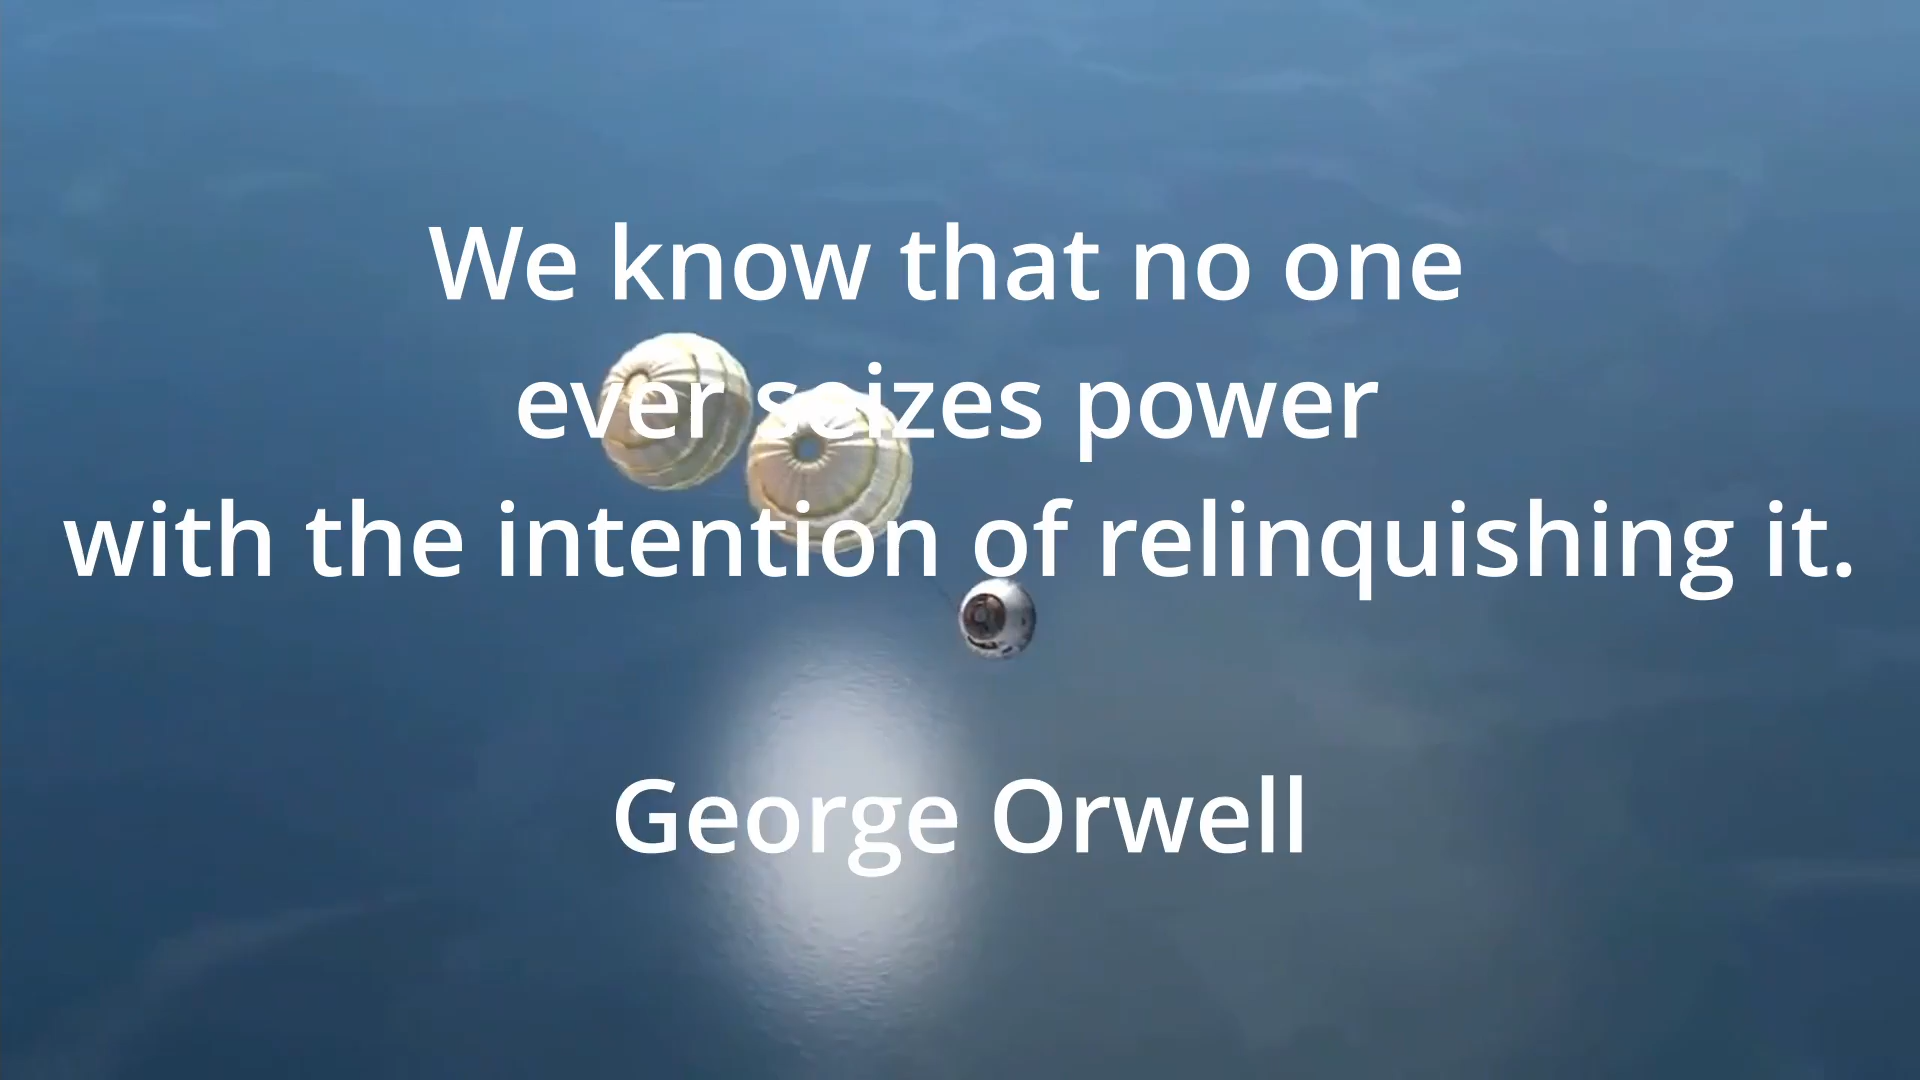 We know that no one
ever seizes power
with the intention of relinquishing it.
George Orwell